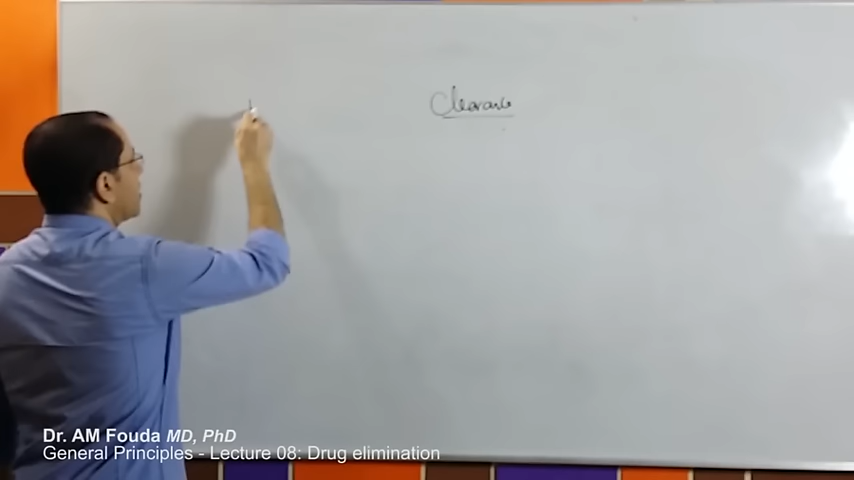 Clearance
Dr. AM Fouda MD, PhD
General Principles - Lecture 08: Drug elimination